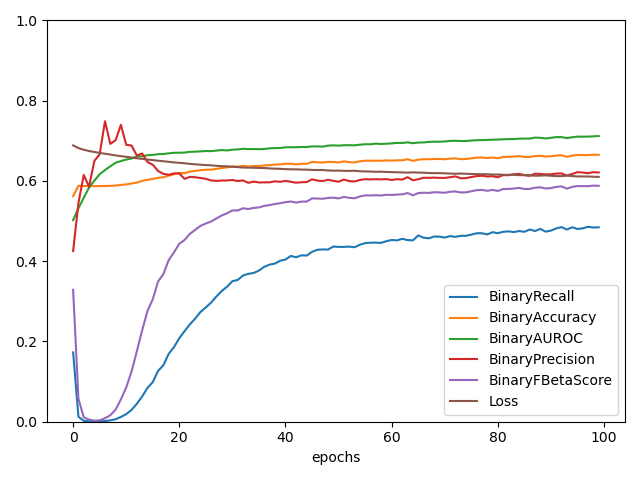 1.0
0.8
0.6
0.4
0.2
0.0
BinaryRecall
BinaryAccuracy
BinaryAUROC
BinaryPrecision
BinaryFBetaScore
Loss
0 20 40 60 80 100
epochs